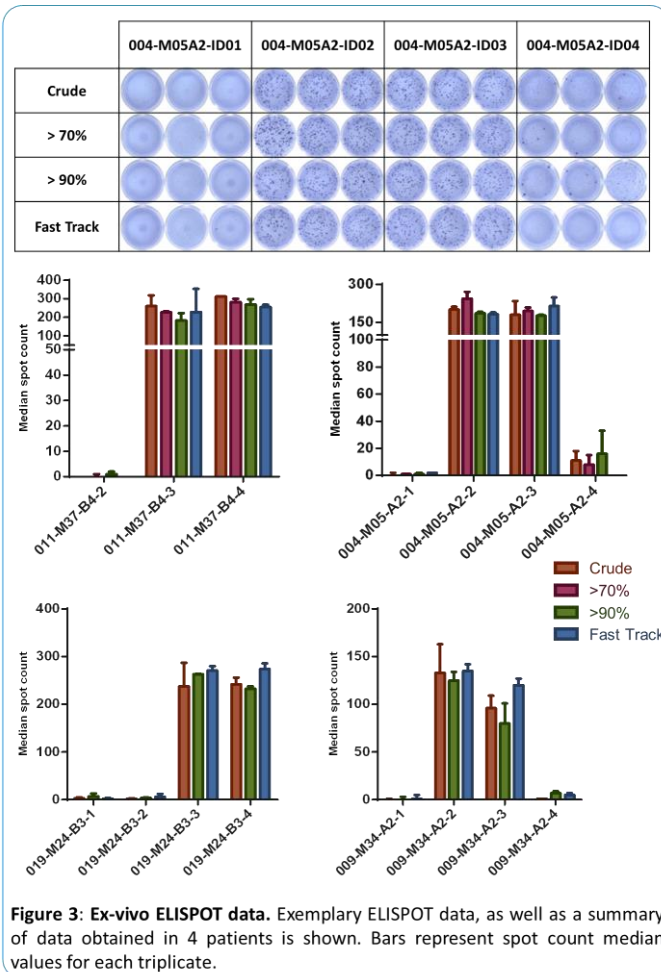 004-M05A2-ID01 004-M05A2-ID02 004-M05A2-ID03 004-M05A2-ID04
Crude
> 70%
> 90%
Fast Track
Median spot count
400
300
200
100
50
40
30
20
10
0
011-M37-B4-2
011-M37-B4-3
011-M37-B4-4
Median spot count
300
150
100
80
60
40
20
0
004-M05-A2-1
004-M05-A2-2
004-M05-A2-3
004-M05-A2-4
Crude
>70%
>90%
Fast Track
Median spot count
400
300
200
100
0
019-M24-B3-1
019-M24-B3-2
019-M24-B3-3
019-M24-B3-4
Median spot count
200
150
100
50
0
009-M34-A2-1
009-M34-A2-2
009-M34-A2-3
009-M34-A2-4
Figure 3: Ex-vivo ELISPOT data. Exemplary ELISPOT data, as well as a summary
of data obtained in 4 patients is shown. Bars represent spot count median
values for each triplicate.